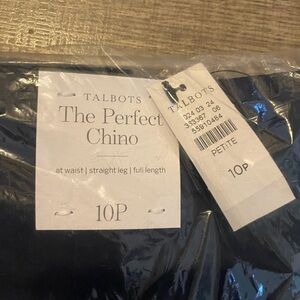 TALBOTS
The Perfect
Chino
at waist | straight leg | full length
10P
TALBOTS
324 03 24
333367 06
55910484
PETITE
10P